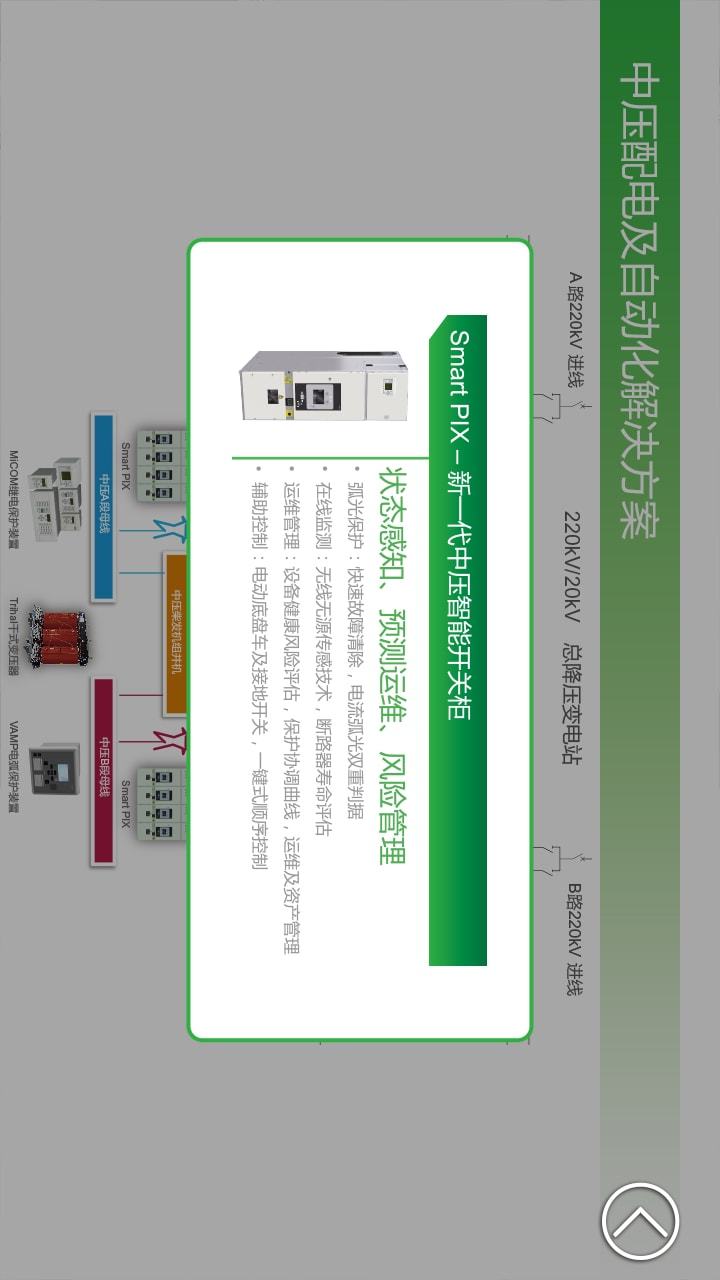 中压配电及自动化解决方案
A 路220kV 进线
220kV/20kV 总降压变电站
B路220kV 进线
Smart PIX – 新一代中压智能开关柜
状态感知、预测运维、风险管理
• 弧光保护：快速故障清除，电流弧光双重判据
• 在线监测：无线无源传感技术，断路器寿命评估
• 运维管理：设备健康风险评估，保护协调曲线，运维及资产管理
• 辅助控制：电动底盘车及接地开关，一键式顺序控制
中压柴发机组并机
Smart PIX
Smart PIX
中压A段母线
中压B段母线
MiCOM继电保护装置
Trihal干式变压器
VAMP电弧保护装置